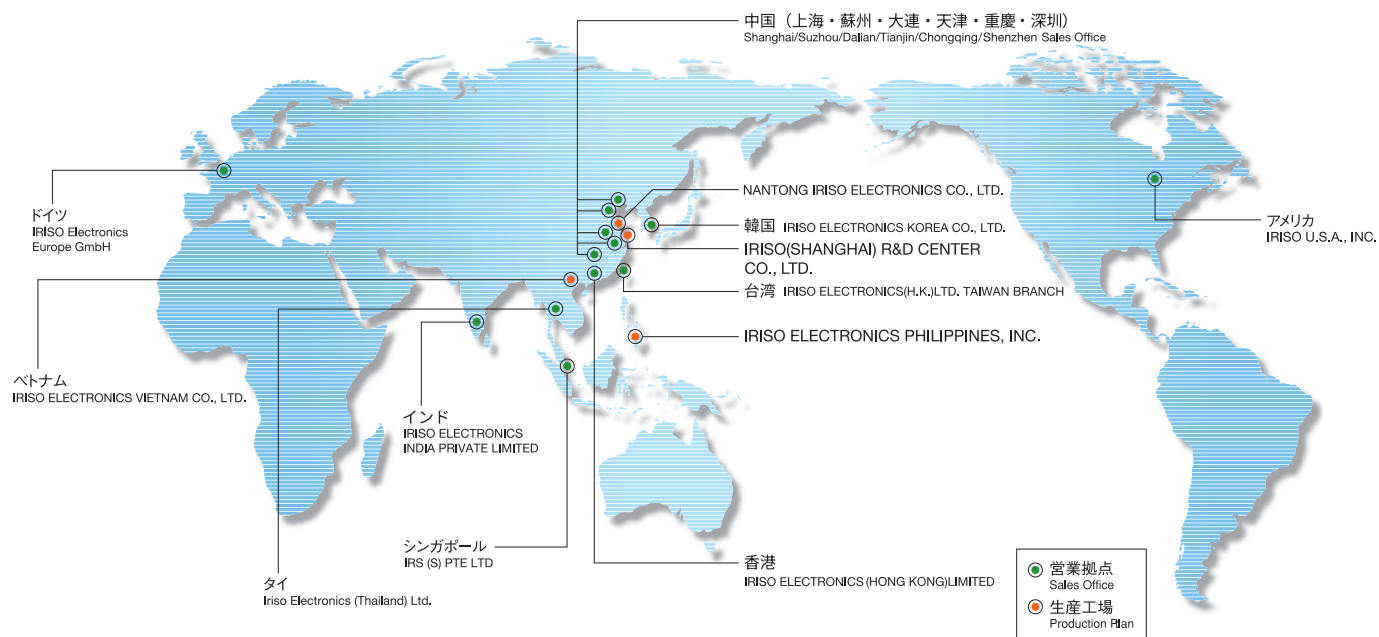 中国（上海・蘇州・大連・天津・重慶・深圳）
Shanghai/Suzhou/Dalian/Tianjin/Chongqing/Shenzhen Sales Office
NANTONG IRISO ELECTRONICS CO., LTD.
ドイツ
IRISO Electronics
Europe GmbH
韓国 IRISO ELECTRONICS KOREA CO., LTD.
アメリカ
IRISO U.S.A., INC.
IRISO(SHANGHAI) R&D CENTER
CO., LTD.
台湾 IRISO ELECTRONICS(H.K.)LTD. TAIWAN BRANCH
IRISO ELECTRONICS PHILIPPINES, INC.
ベトナム
IRISO ELECTRONICS VIETNAM CO., LTD.
インド
IRISO ELECTRONICS
INDIA PRIVATE LIMITED
シンガポール
IRS (S) PTE LTD
香港
IRISO ELECTRONICS (HONG KONG)LIMITED
タイ
Iriso Electronics (Thailand) Ltd.
営業拠点
Sales Office
生産工場
Production Plan